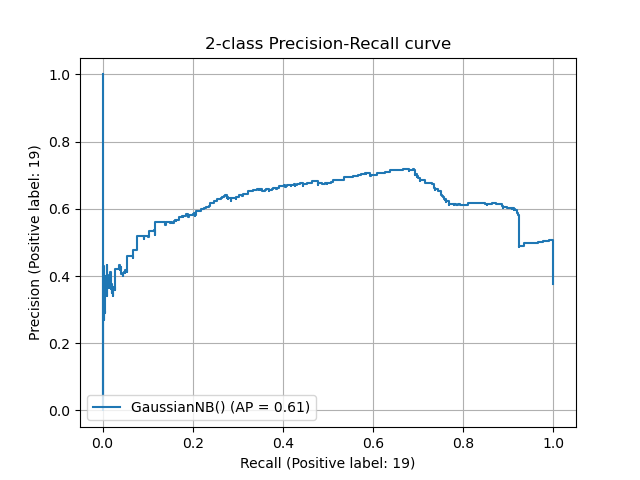 2-class Precision-Recall curve
Precision (Positive label: 19)
1.0
0.8
0.6
0.4
0.2
0.0
GaussianNB() (AP = 0.61)
0.0 0.2 0.4 0.6 0.8 1.0
Recall (Positive label: 19)